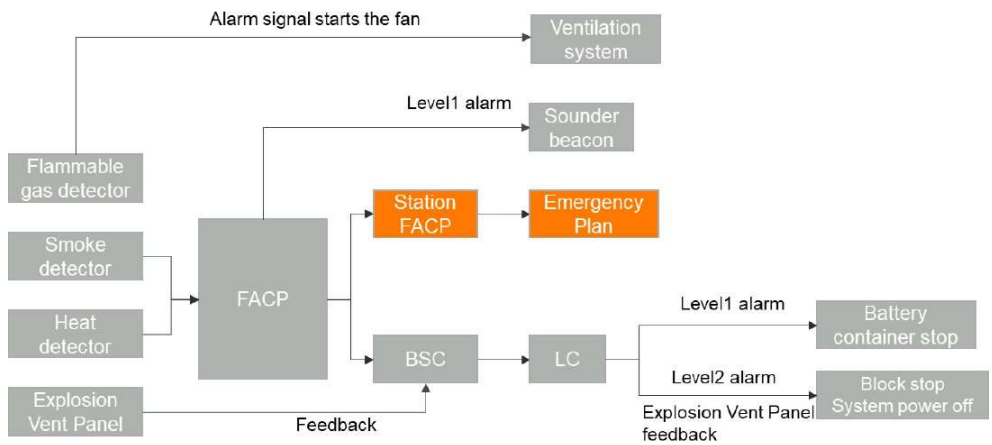 Alarm signal starts the fan
Ventilation
system
Level1 alarm
Sounder
beacon
Flammable
gas detector
Station
FACP
Emergency
Plan
Smoke
detector
FACP
Heat
detector
Level1 alarm
Battery
container stop
BSC
LC
Level2 alarm
Block stop
System power off
Explosion
Vent Panel
Feedback
Explosion Vent Panel
feedback